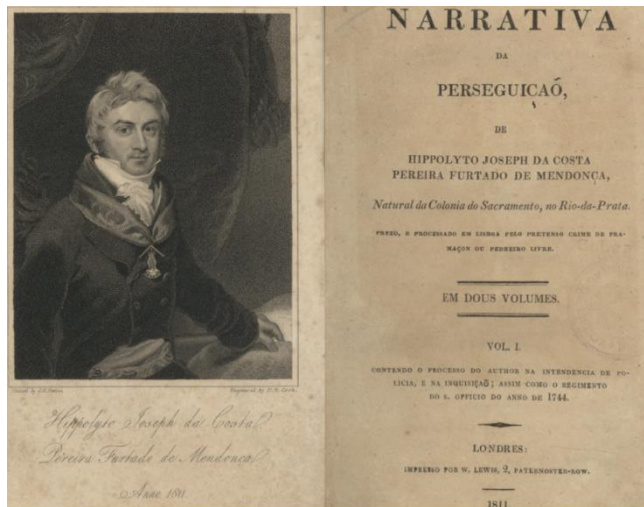 Hippolyto Joseph da Costa
Pereira Furtado de Mendonca
Anno. 1811
NARRATIVA
DA
PERSEGUIÇAÕ,
DE
HIPPOLYTO JOSEPH DA COSTA
PEREIRA FURTADO DE MENDONÇA,
Natural da Colonia do Sacramento, no Rio-da-Prata.
PREZO, E PROCESSADO EM LISBOA PELO PRETENSO CRIME DE FRA-
MAÇON OU PEDREIRO LIVRE.
EM DOUS VOLUMES.
VOL. I.
CONTENDO O PROCESSO DO AUTHOR NA INTENDENCIA DE PO-
LICIA, E NA INQUISIÇAÕ; ASSIM COMO O REGIMENTO
DO S. OFFICIO DO ANNO DE 1744.
LONDRES:
IMPRESSO POR W. LEWIS, 2, PATERNOSTER-ROW.
1811